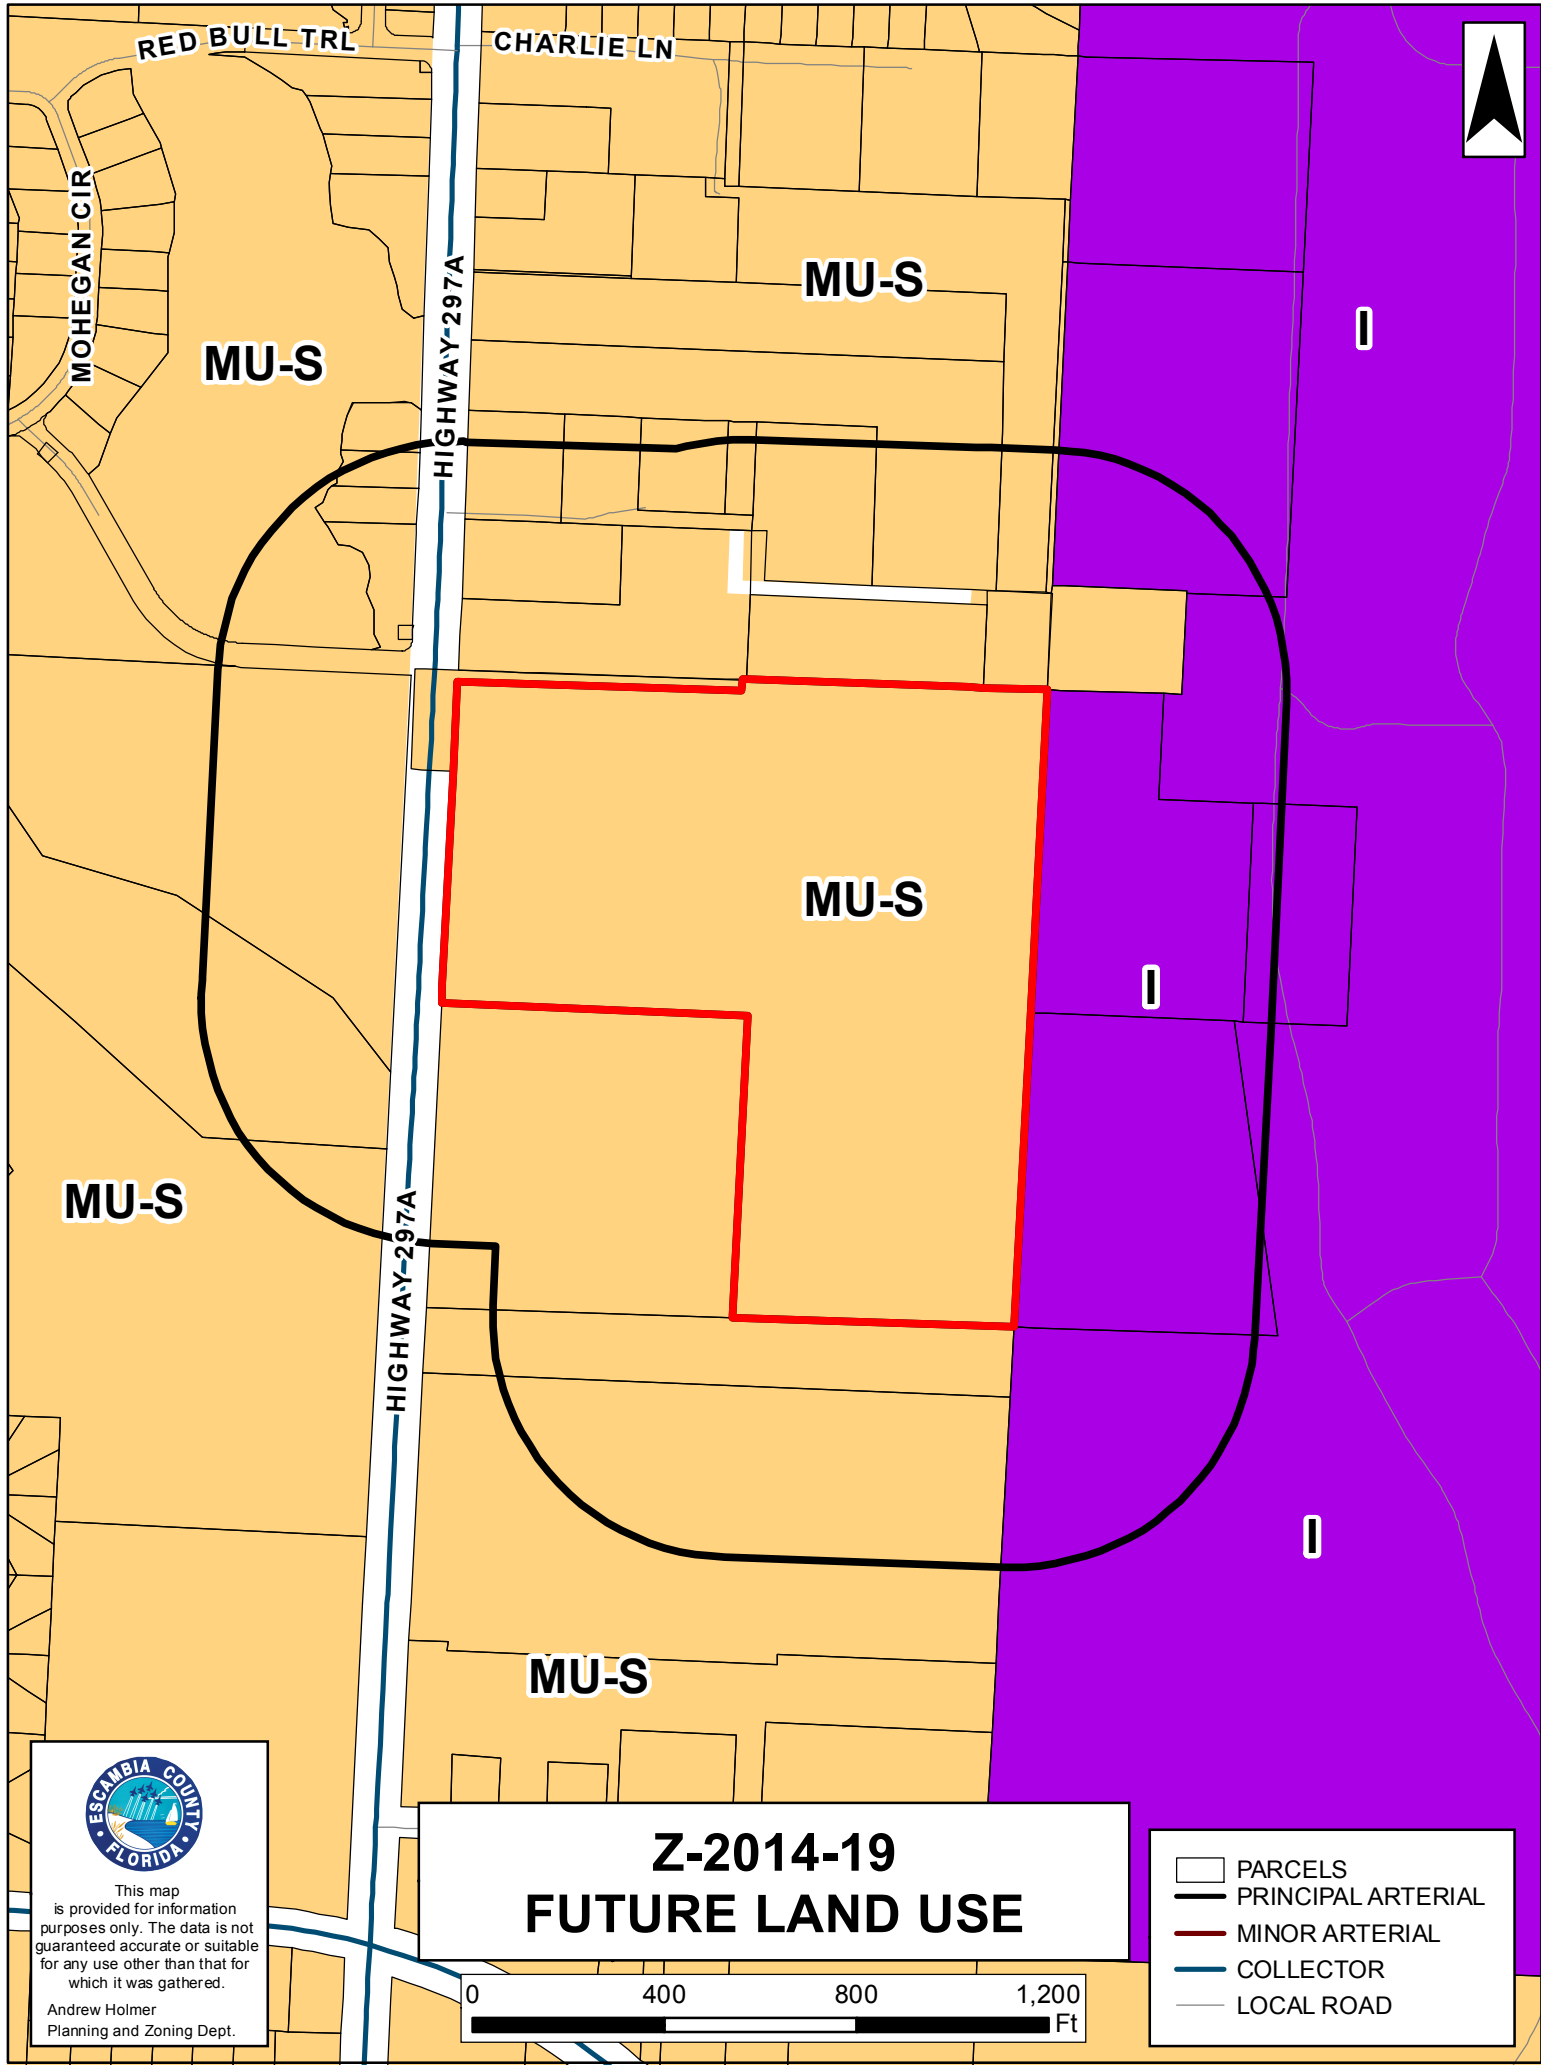 RED BULL TRL
CHARLIE LN
MOHEGAN CIR
HIGHWAY 297A
MU-S
MU-S
I
MU-S
I
MU-S
HIGHWAY 297A
I
MU-S
ESCAMBIA COUNTY
• FLORIDA •
This map
is provided for information
purposes only. The data is not
guaranteed accurate or suitable
for any use other than that for
which it was gathered.
Andrew Holmer
Planning and Zoning Dept.
Z-2014-19
FUTURE LAND USE
0 400 800 1,200
Ft
PARCELS
PRINCIPAL ARTERIAL
MINOR ARTERIAL
COLLECTOR
LOCAL ROAD